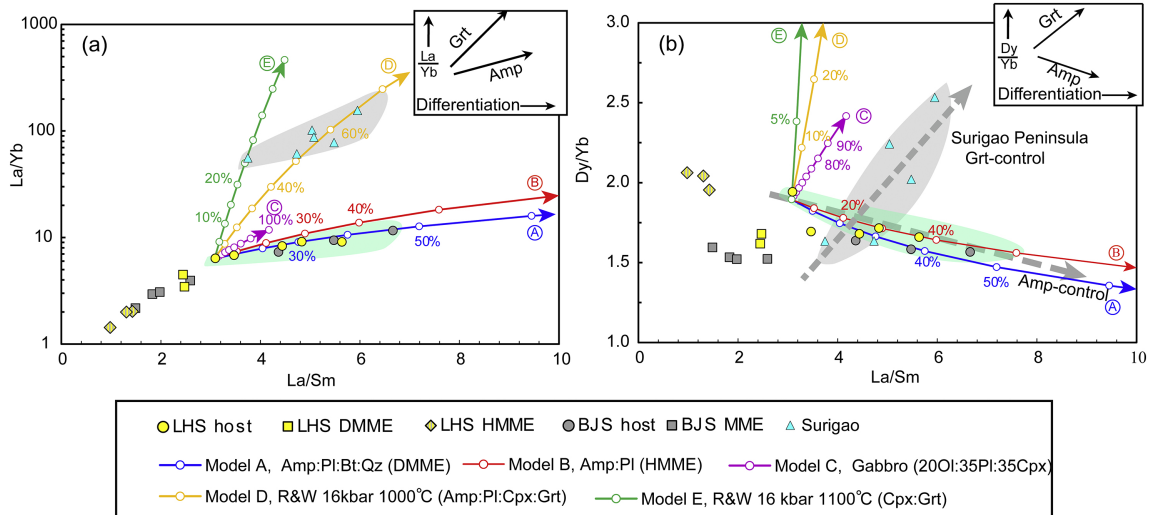 (a)
La/Yb
1000
100
10
1
0
2
4
6
8
10
La/Sm
La
Yb
Grt
Amp
Differentiation
E
D
C
B
A
10%
20%
40%
60%
100%
30%
40%
30%
50%
(b)
Dy/Yb
3.0
2.5
2.0
1.5
1.0
0
2
4
6
8
10
La/Sm
Dy
Yb
Grt
Amp
Differentiation
E
D
C
B
A
20%
5%
10%
90%
80%
20%
40%
40%
50%
Surigao Peninsula
Grt-control
Amp-control
LHS host
LHS DMME
LHS HMME
BJS host
BJS MME
Surigao
Model A, Amp:Pl:Bt:Qz (DMME)
Model B, Amp:Pl (HMME)
Model C, Gabbro (20Ol:35Pl:35Cpx)
Model D, R&W 16kbar 1000°C (Amp:Pl:Cpx:Grt)
Model E, R&W 16 kbar 1100°C (Cpx:Grt)